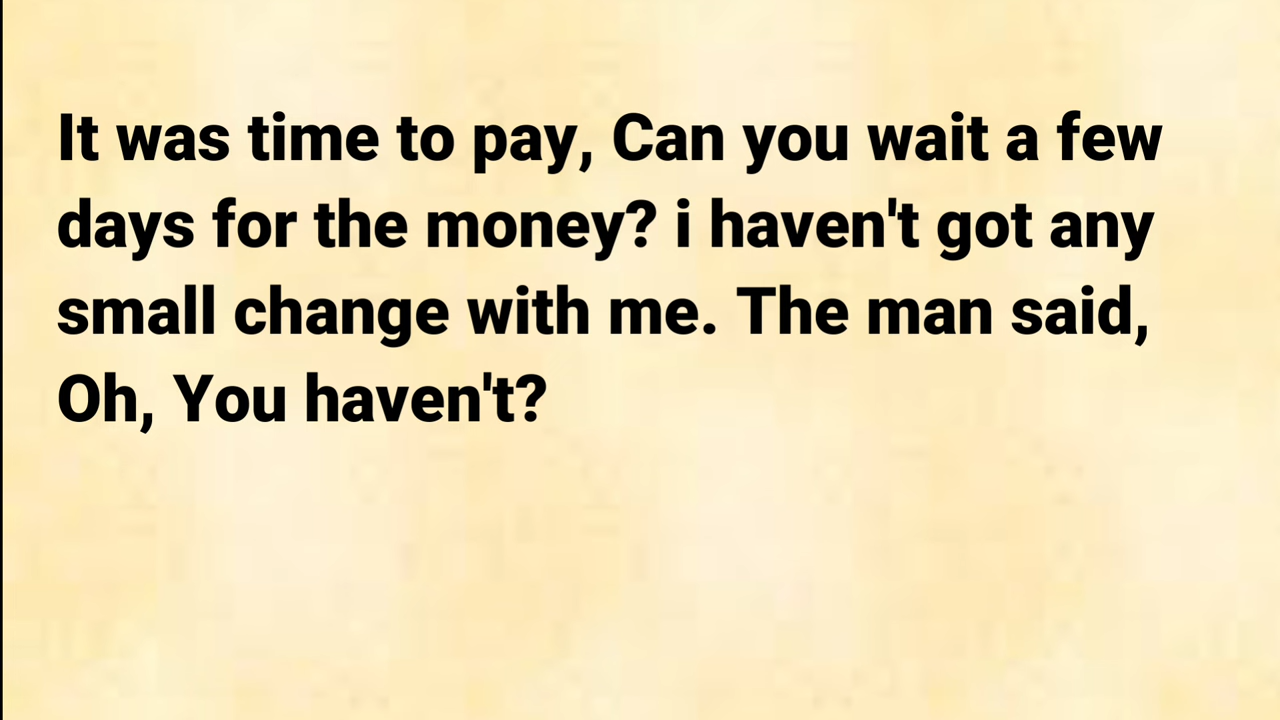 It was time to pay, Can you wait a few
days for the money? i haven't got any
small change with me. The man said,
Oh, You haven't?